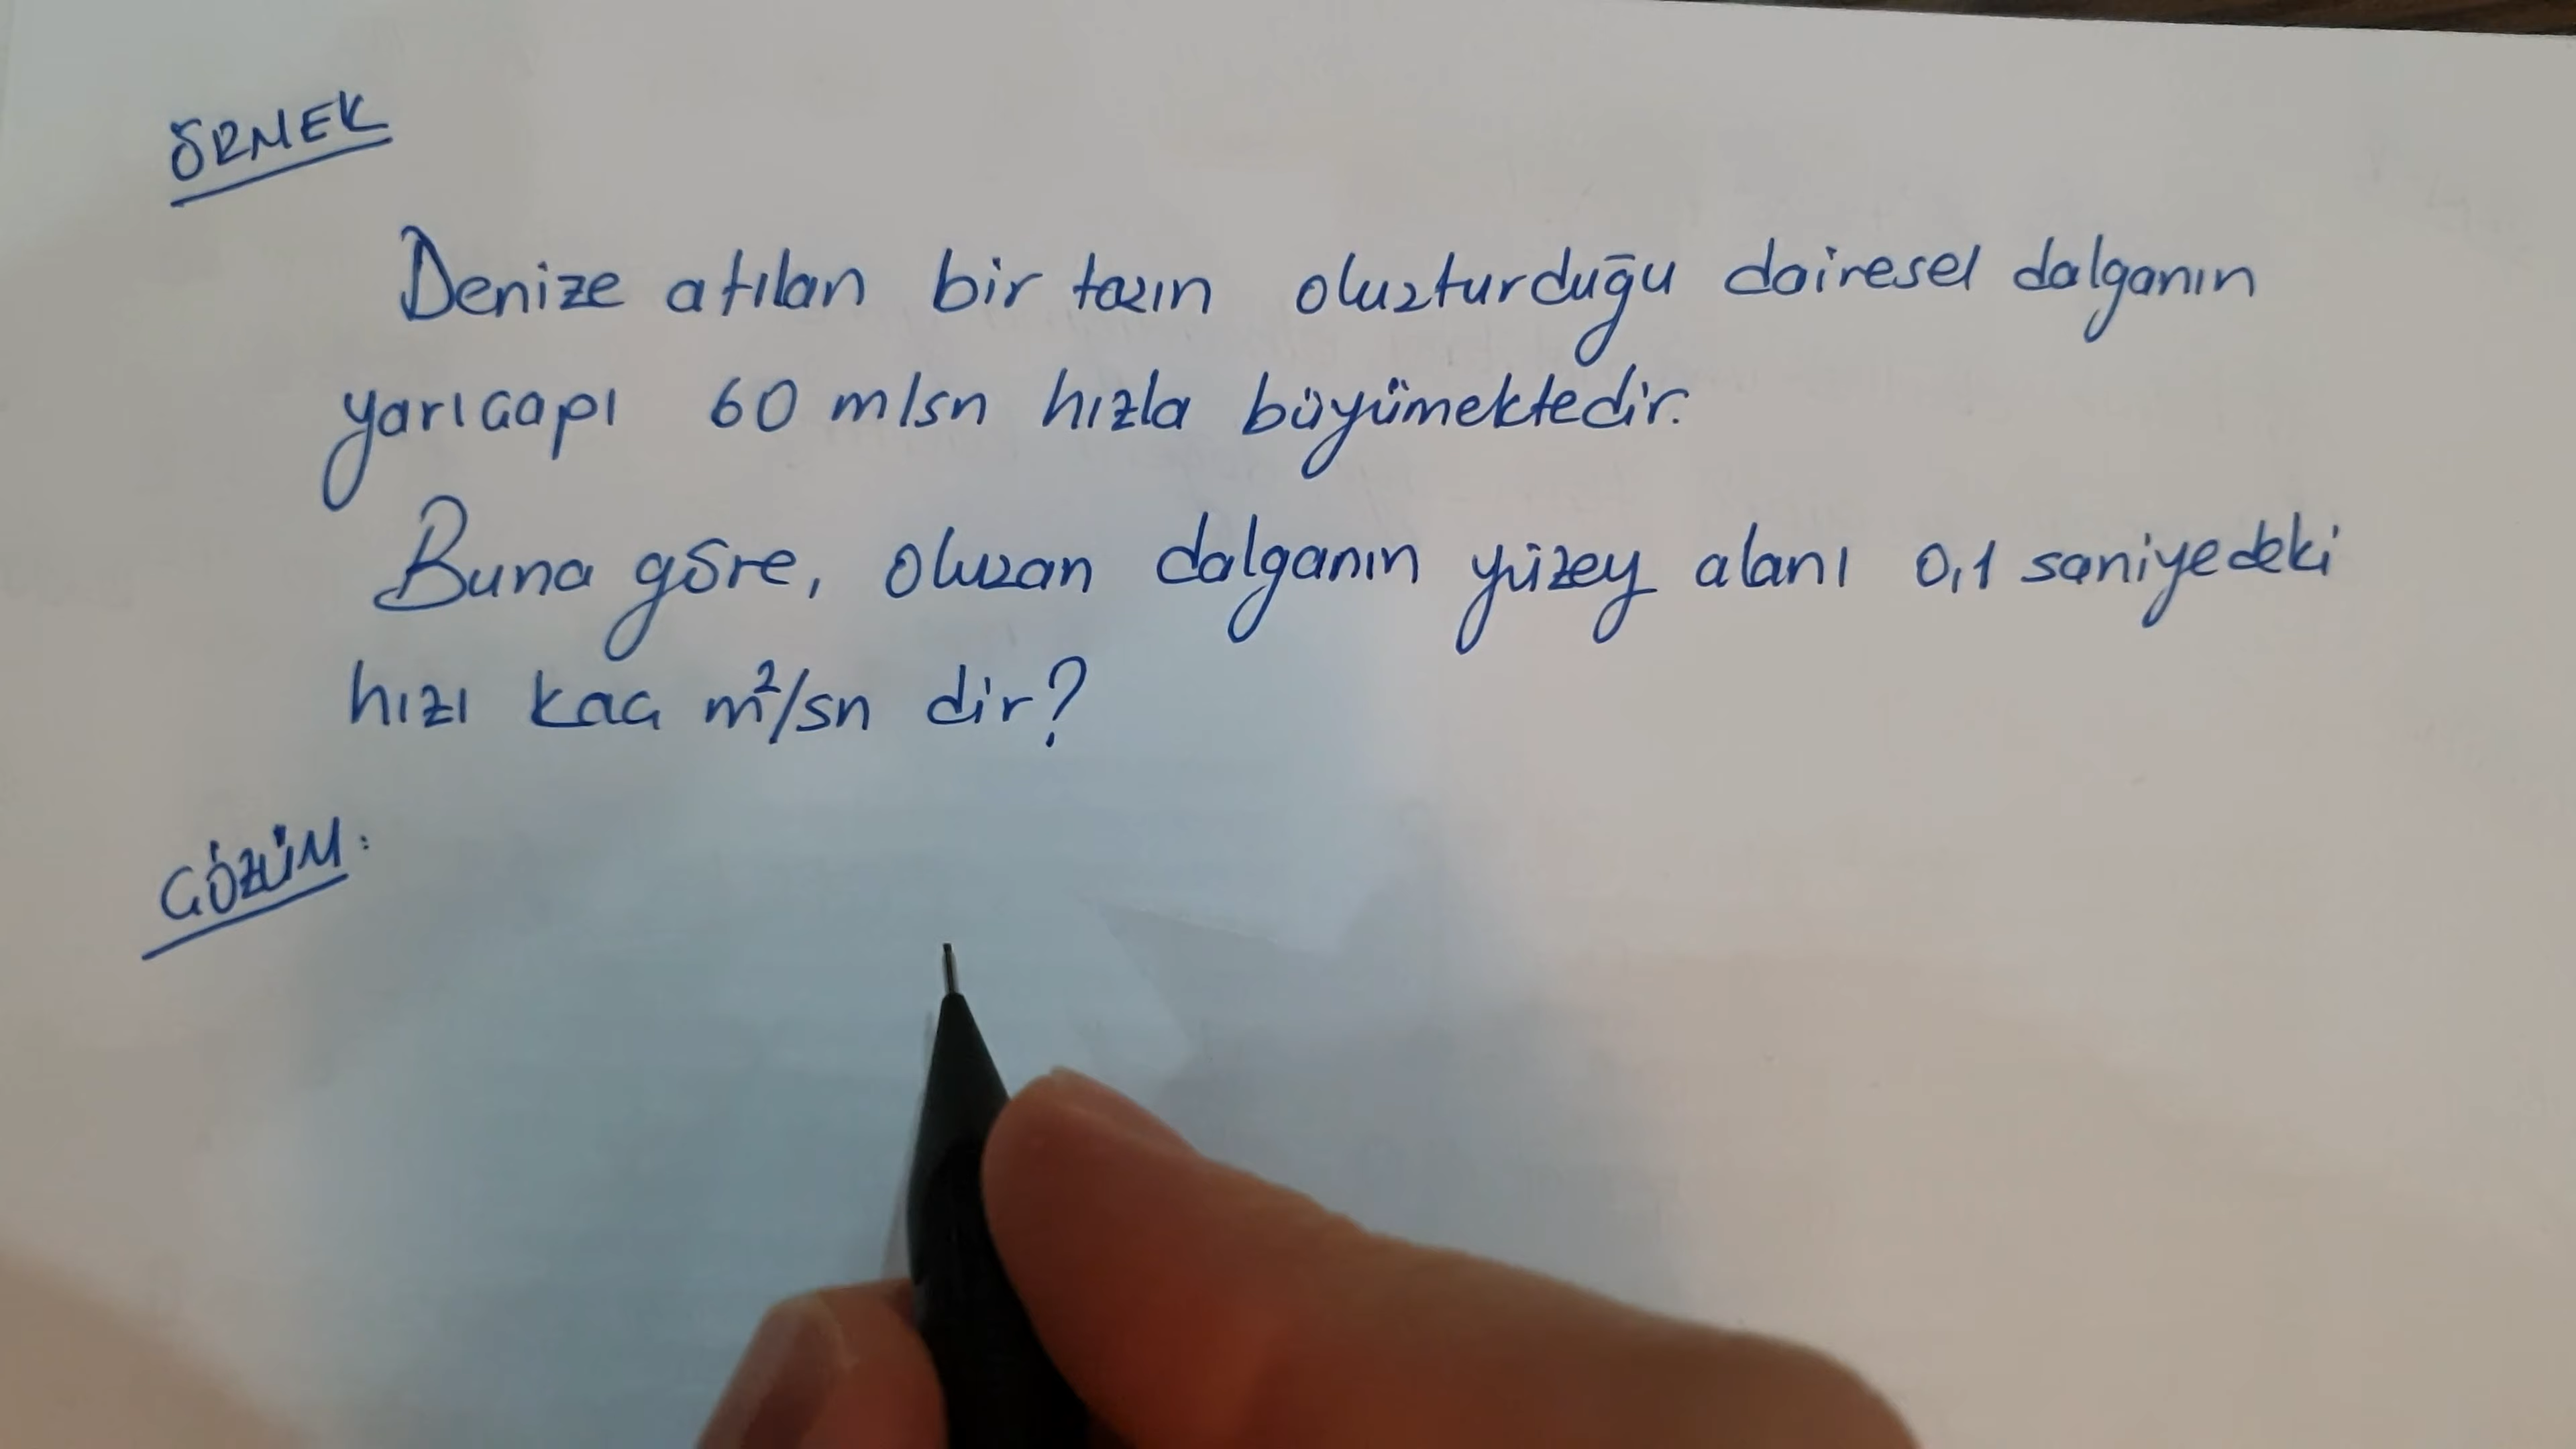 ÖRNEK
Denize atılan bir taşın oluşturduğu dairesel dalganın
yarıçapı 60 m/sn hızla büyümektedir.
Buna göre, oluşan dalganın yüzey alanı 0,1 saniyedeki
hızı kaç m²/sn dir?
ÇÖZÜM: